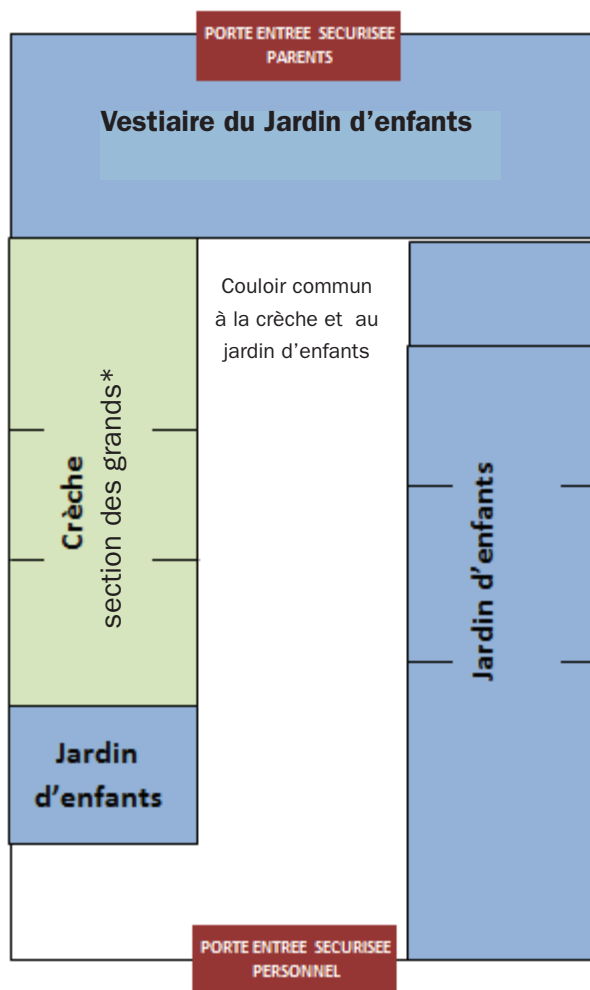 PORTE ENTREE SECURISEE
PARENTS
Vestiaire du Jardin d’enfants
Couloir commun
à la crèche et au
jardin d’enfants
Crèche
section des grands*
Jardin d’enfants
Jardin
d’enfants
PORTE ENTREE SECURISEE
PERSONNEL